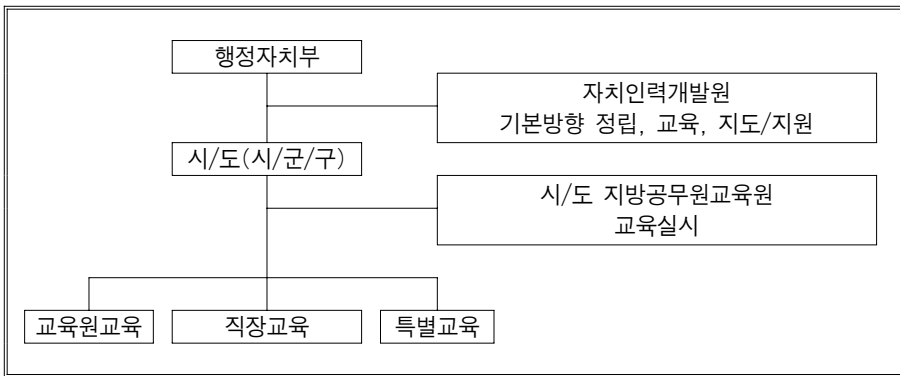 행정자치부
자치인력개발원
기본방향 정립, 교육, 지도/지원
시/도(시/군/구)
시/도 지방공무원교육원
교육실시
교육원교육
직장교육
특별교육